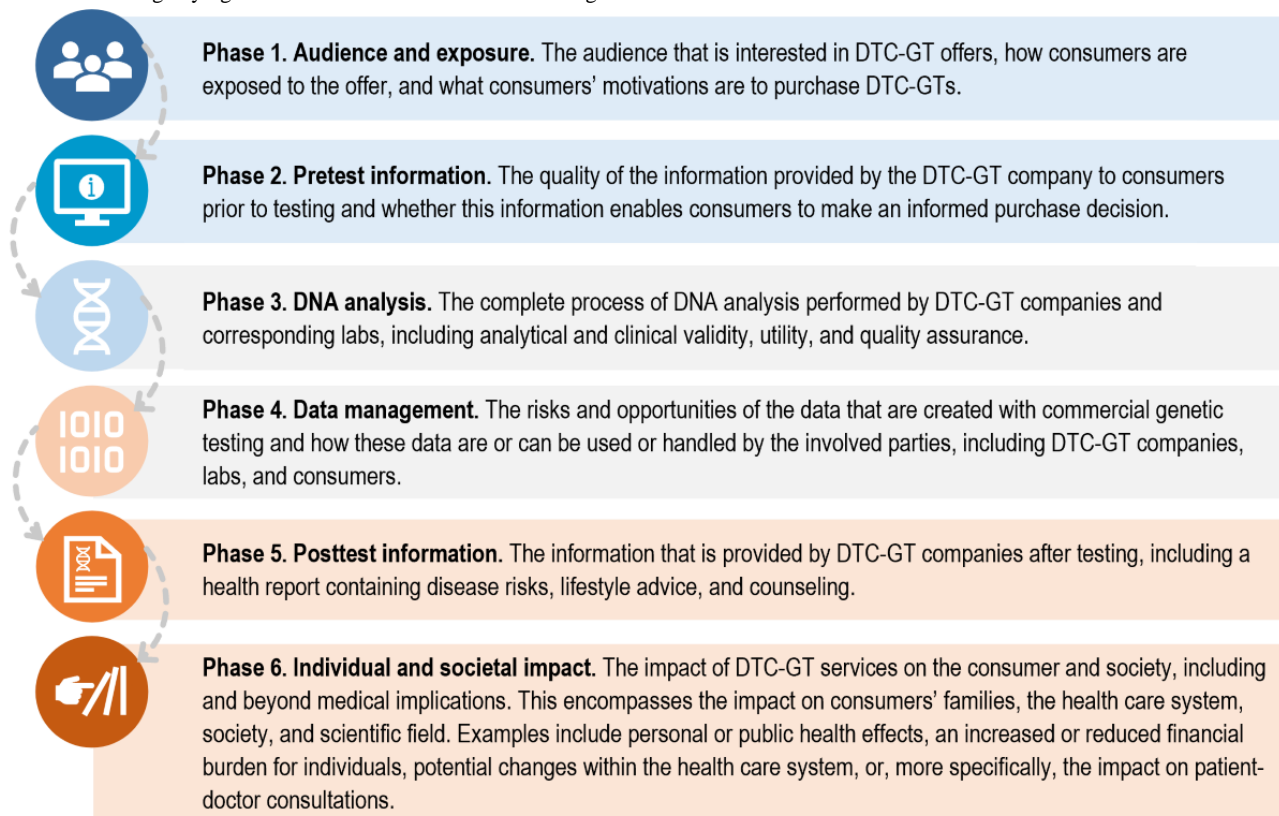 Phase 1. Audience and exposure. The audience that is interested in DTC-GT offers, how consumers are
exposed to the offer, and what consumers' motivations are to purchase DTC-GTs.
Phase 2. Pretest information. The quality of the information provided by the DTC-GT company to consumers
prior to testing and whether this information enables consumers to make an informed purchase decision.
Phase 3. DNA analysis. The complete process of DNA analysis performed by DTC-GT companies and
corresponding labs, including analytical and clinical validity, utility, and quality assurance.
1010
1010
Phase 4. Data management. The risks and opportunities of the data that are created with commercial genetic
testing and how these data are or can be used or handled by the involved parties, including DTC-GT companies,
labs, and consumers.
Phase 5. Posttest information. The information that is provided by DTC-GT companies after testing, including a
health report containing disease risks, lifestyle advice, and counseling.
Phase 6. Individual and societal impact. The impact of DTC-GT services on the consumer and society, including
and beyond medical implications. This encompasses the impact on consumers' families, the health care system,
society, and scientific field. Examples include personal or public health effects, an increased or reduced financial
burden for individuals, potential changes within the health care system, or, more specifically, the impact on patient-
doctor consultations.